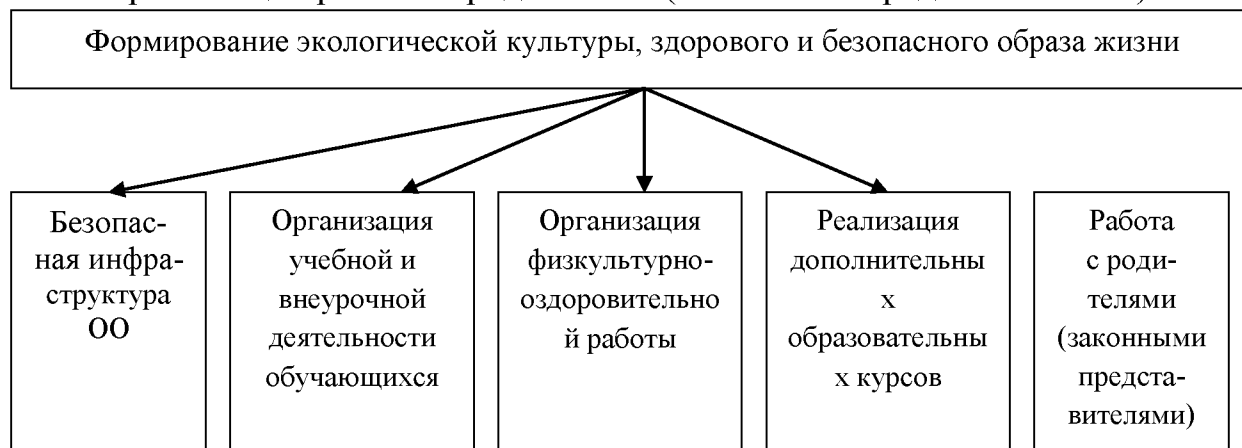 Формирование экологической культуры, здорового и безопасного образа жизни
Безопас-
ная инфра-
структура
ОО
Организация
учебной и
внеурочной
деятельности
обучающихся
Организация
физкультурно-
оздоровительно
й работы
Реализация
дополнительны
х
образовательны
х курсов
Работа
с роди-
телями
(законными
предста-
вителями)